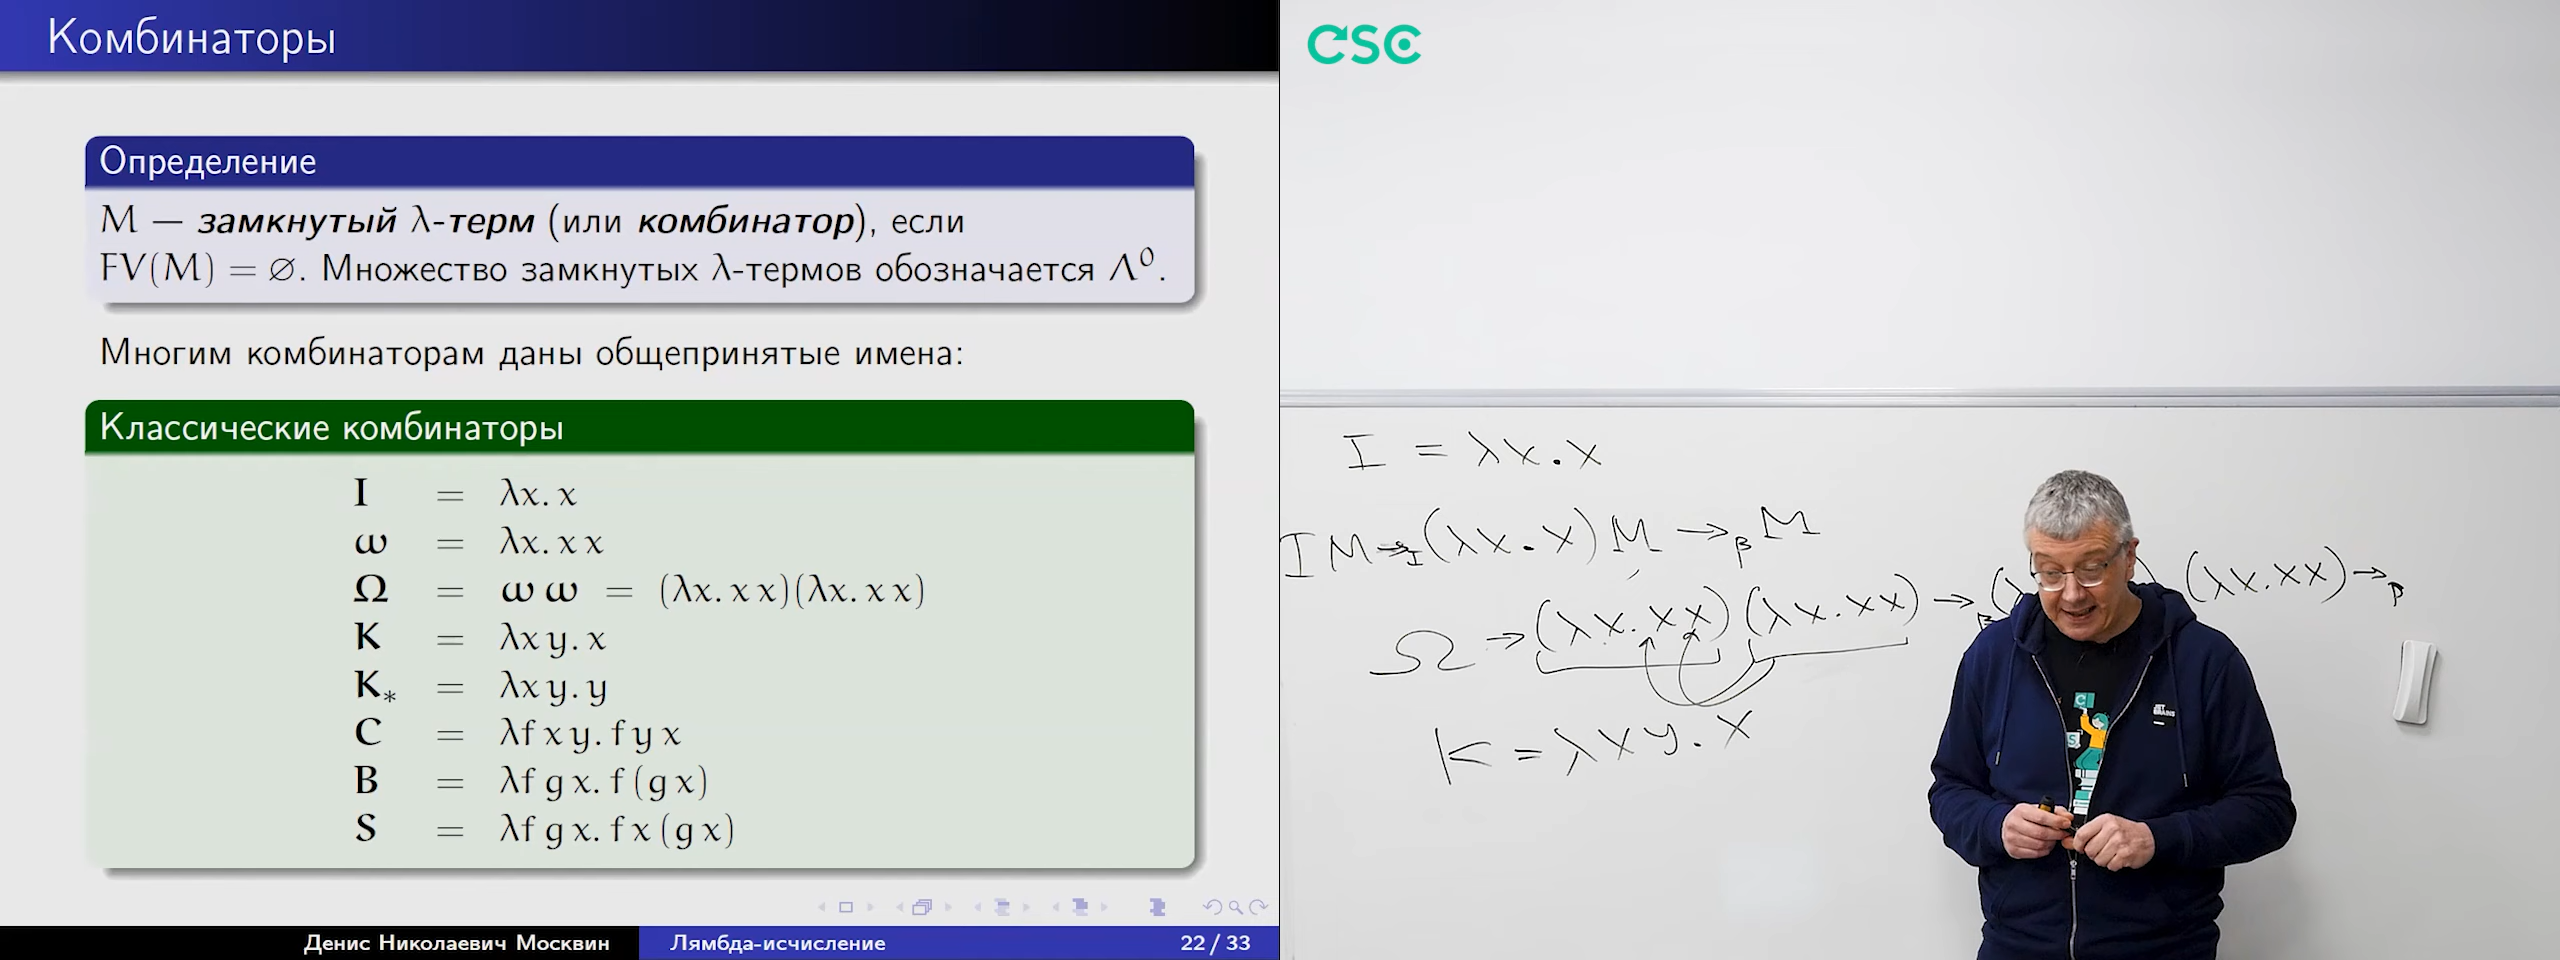 Комбинаторы
Определение
M — замкнутый λ-терм (или комбинатор), если
FV(M) = ∅. Множество замкнутых λ-термов обозначается Λ⁰.
Многим комбинаторам даны общепринятые имена:
Классические комбинаторы
I = λx. x
ω = λx. x x
Ω = ω ω = (λx. x x)(λx. x x)
K = λx y. x
K* = λx y. y
C = λf x y. f y x
B = λf g x. f (g x)
S = λf g x. f x (g x)
Денис Николаевич Москвин
Лямбда-исчисление
22 / 33
CSC
I = λx.x
I M →I (λx.x) M →β M
Ω → (λx.xx) (λx.xx) →β (λ (λx.xx) →β
K = λxy.x
JET
BRAINS
C
S